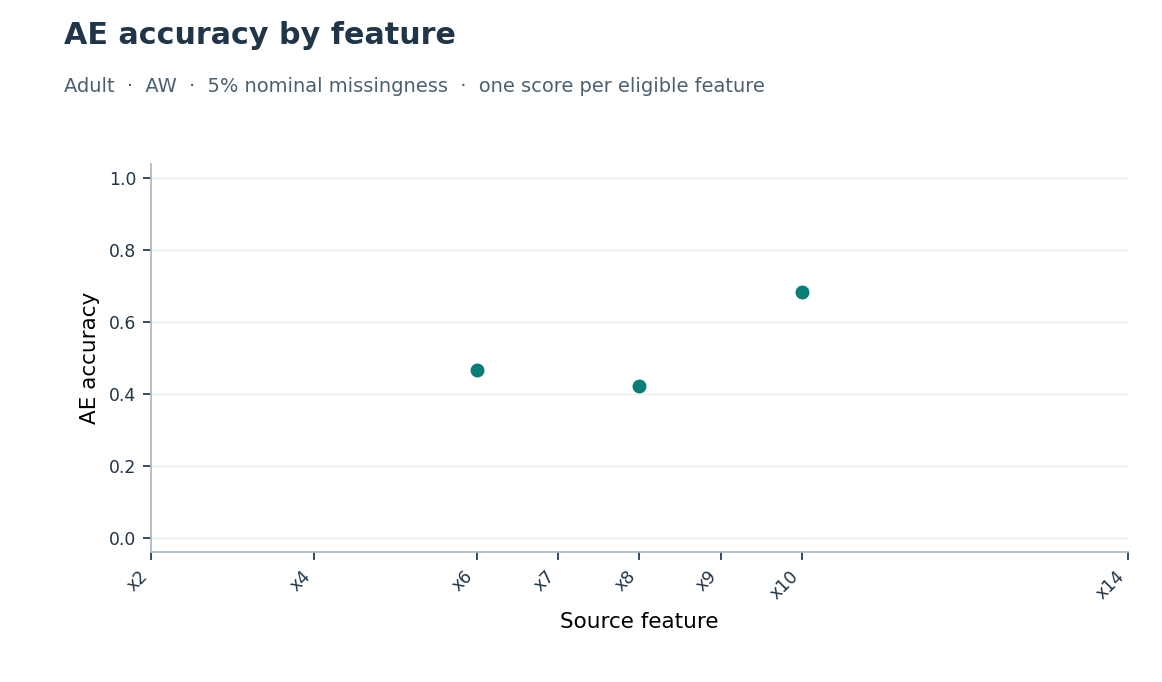 AE accuracy by feature
Adult · AW · 5% nominal missingness · one score per eligible feature
1.0
0.8
0.6
0.4
0.2
0.0
AE accuracy
x2 x4 x6 x7 x8 x9 x10 x14
Source feature